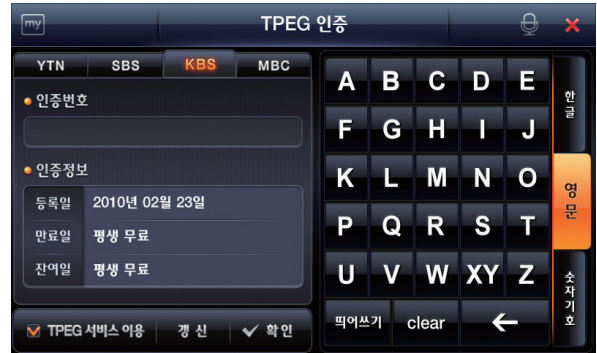 my
TPEG 인증
YTN SBS KBS MBC
인증번호
인증정보
등록일 2010년 02월 23일
만료일 평생 무료
잔여일 평생 무료
TPEG 서비스 이용 갱 신 확 인
A B C D E
F G H I J
K L M N O
P Q R S T
U V W XY Z
띄어쓰기 clear ←
한글
영문
숫자기호